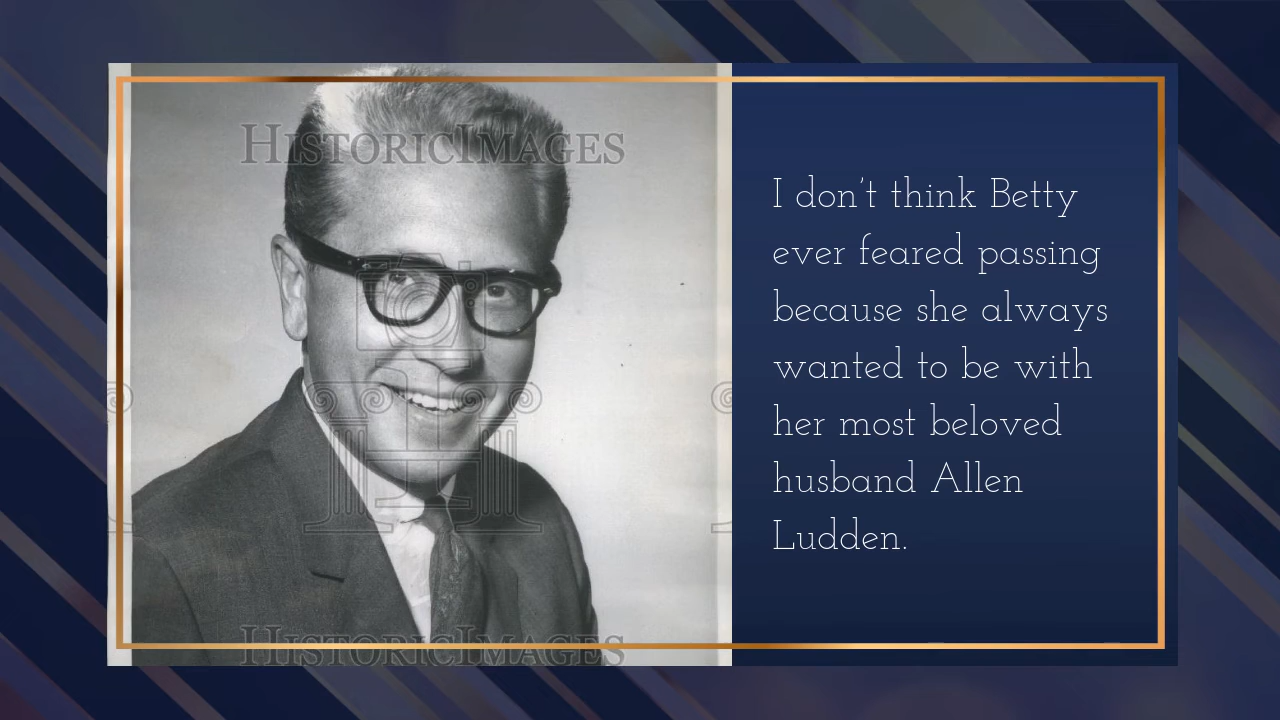 HISTORICIMAGES
I don't think Betty
ever feared passing
because she always
wanted to be with
her most beloved
husband Allen
Ludden.
HISTORICIMAGES